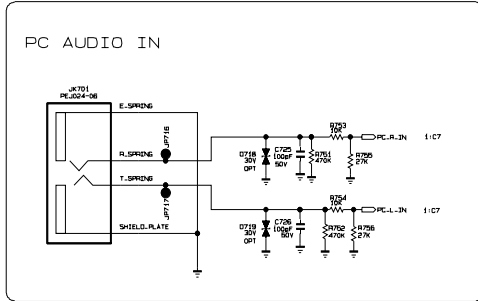 PC AUDIO IN
JK701
PEJ024-06
E_SPRING
R_SPRING
JP716
T_SPRING
JP717
SHIELD_PLATE
D718
30V
OPT
C725
100pF
50V
R751
470K
R753
10K
R755
27K
PC_R_IN
1:C7
D719
30V
OPT
C726
100pF
50V
R752
470K
R754
10K
R756
27K
PC_L_IN
1:C7